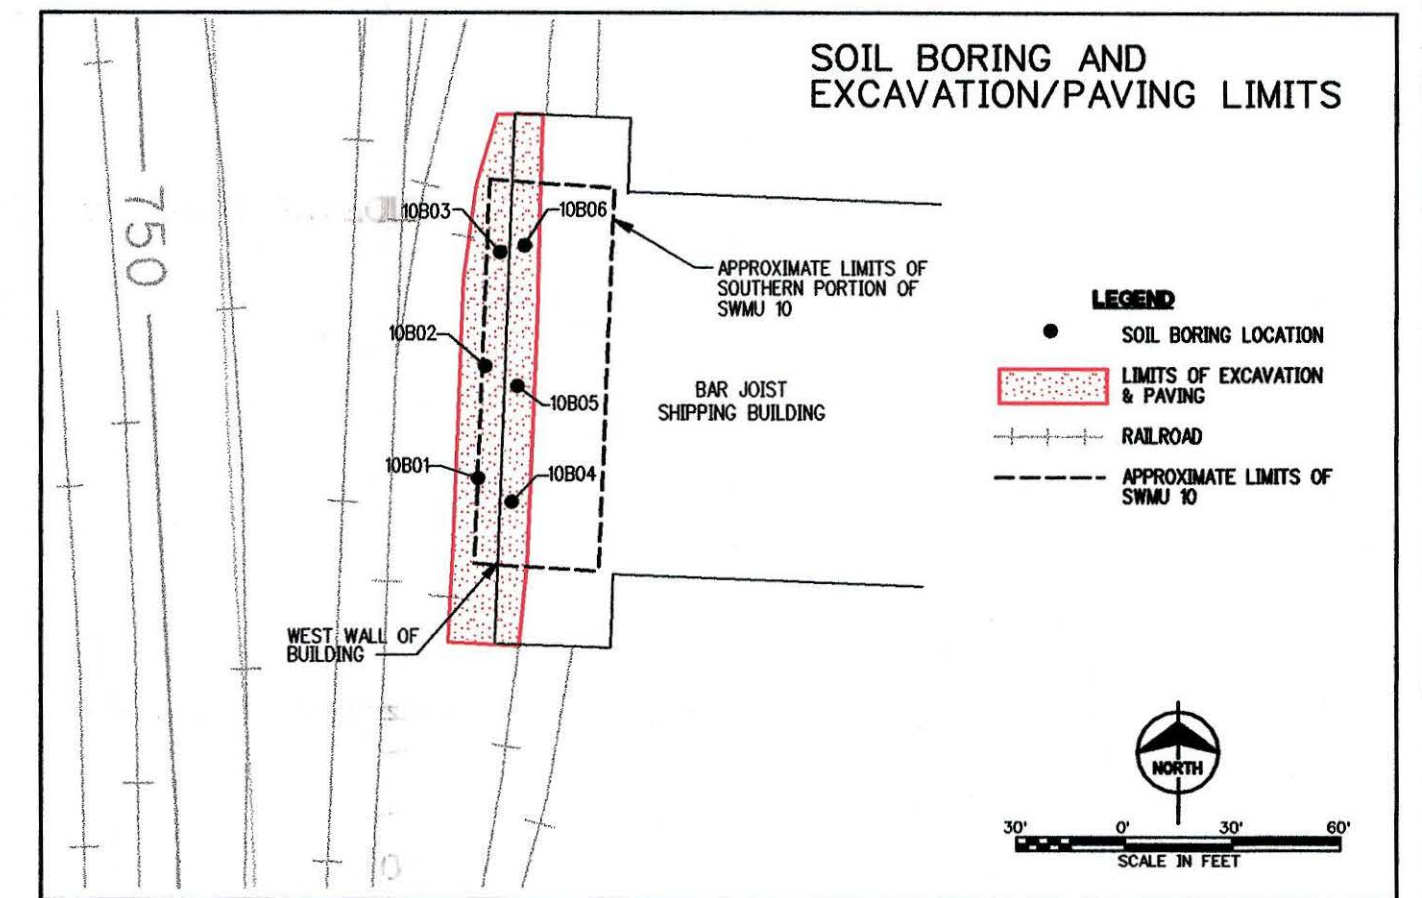 SOIL BORING AND
EXCAVATION/PAVING LIMITS
750
10B03
10B06
APPROXIMATE LIMITS OF
SOUTHERN PORTION OF
SWMU 10
10B02
10B05
BAR JOIST
SHIPPING BUILDING
10B01
10B04
WEST WALL OF
BUILDING
LEGEND
SOIL BORING LOCATION
LIMITS OF EXCAVATION
& PAVING
RAILROAD
APPROXIMATE LIMITS OF
SWMU 10
NORTH
30' 0' 30' 60'
SCALE IN FEET